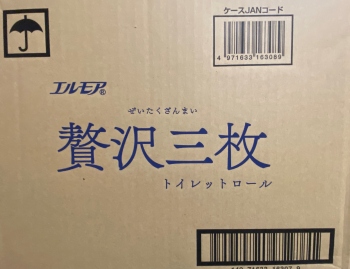 ケースJANコード
4 971633 163089
エルモア®
ぜいたくざんまい
贅沢三枚
トイレットロール